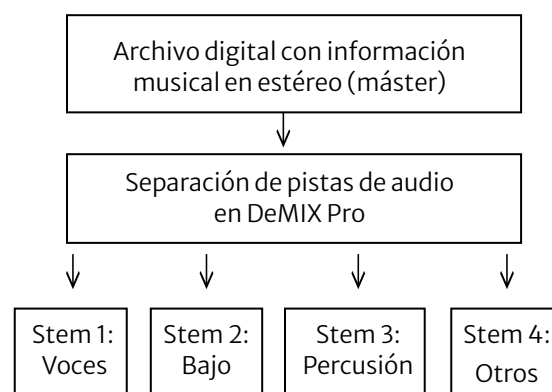 Archivo digital con información
musical en estéreo (máster)
Separación de pistas de audio
en DeMIX Pro
Stem 1:
Voces
Stem 2:
Bajo
Stem 3:
Percusión
Stem 4:
Otros